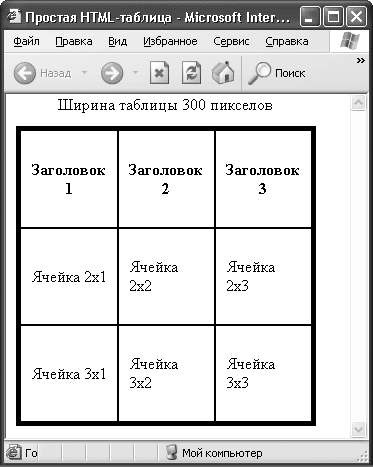 Простая HTML-таблица - Microsoft Inter...
Файл Правка Вид Избранное Сервис Справка
Назад Поиск
Ширина таблицы 300 пикселов
Заголовок Заголовок Заголовок
1 2 3
Ячейка 2x1
Ячейка Ячейка
2x2 2x3
Ячейка 3x1
Ячейка Ячейка
3x2 3x3
Го Мой компьютер